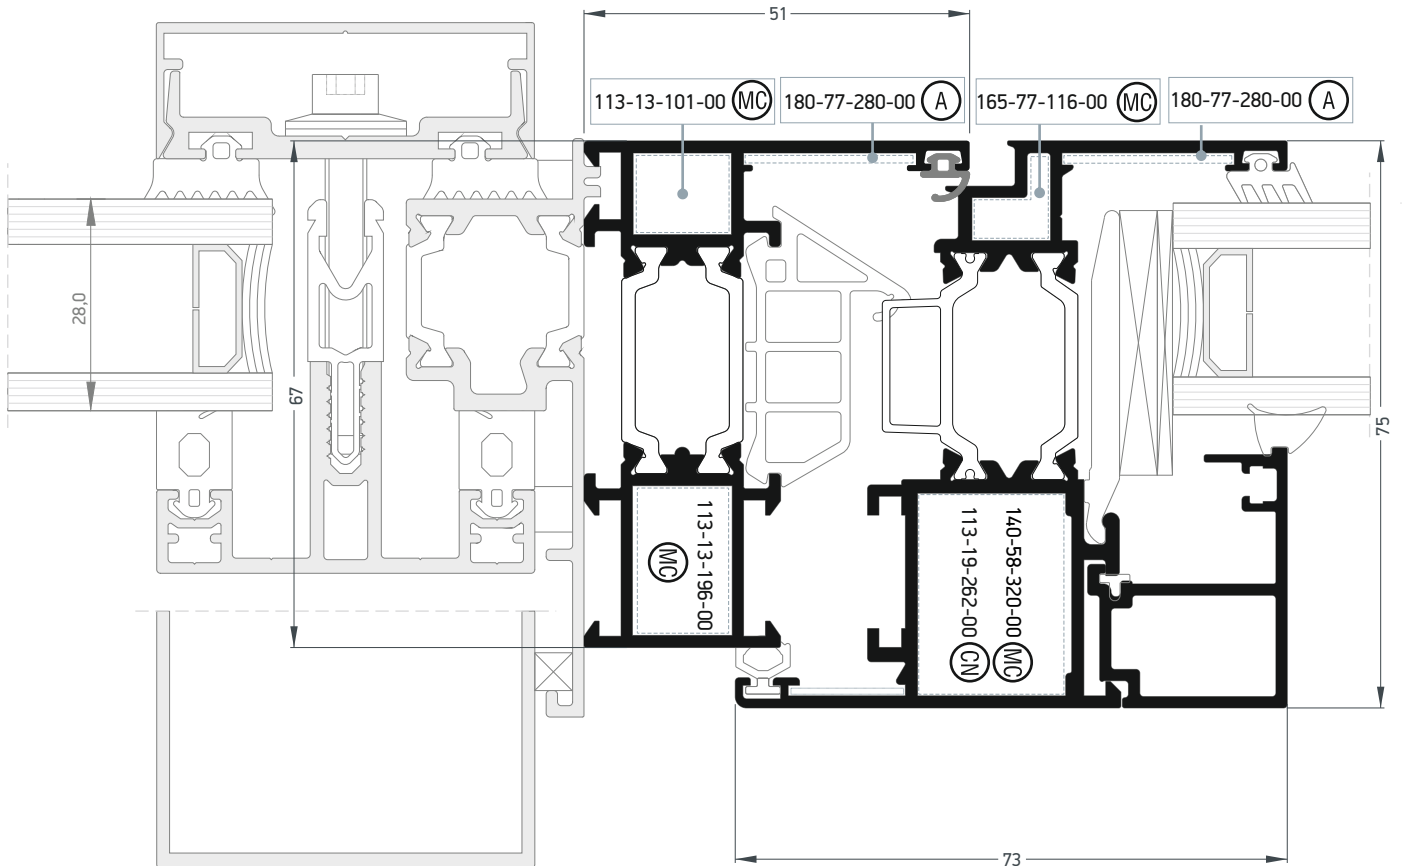 51
113-13-101-00 MC
180-77-280-00 A
165-77-116-00 MC
180-77-280-00 A
28,0
67
75
113-13-196-00
MC
140-58-320-00 MC
113-19-262-00 CN
73